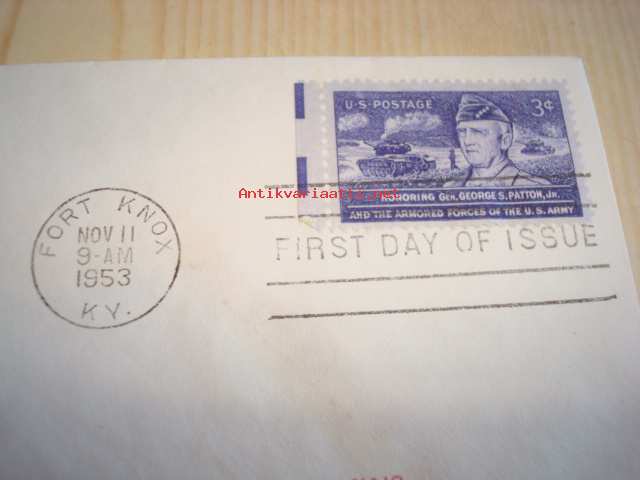 U·S·POSTAGE 3¢
HONORING GEN. GEORGE S. PATTON, JR.
AND THE ARMORED FORCES OF THE U. S. ARMY
Antikvariaatti.net
FIRST DAY OF ISSUE
FORT KNOX
NOV 11
9-AM
1953
KY.